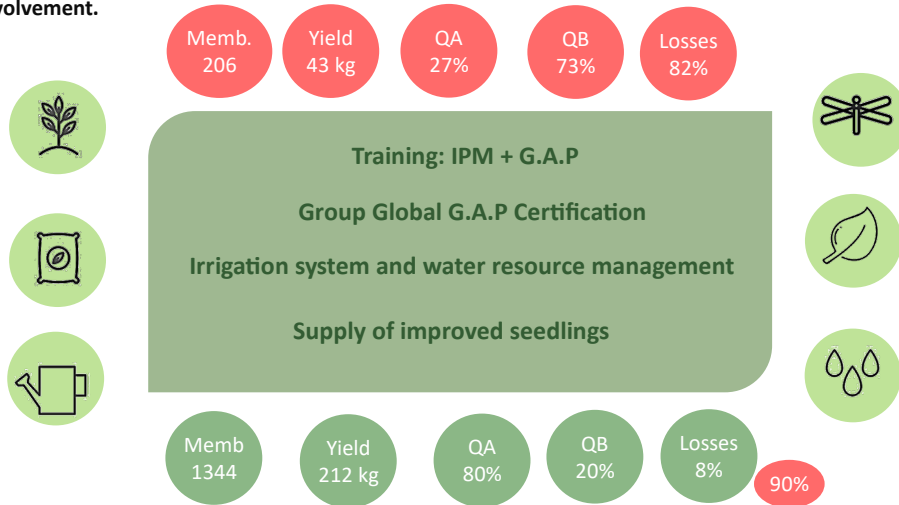 volvement.
Memb.
206
Yield
43 kg
QA
27%
QB
73%
Losses
82%
Training: IPM + G.A.P
Group Global G.A.P Certification
Irrigation system and water resource management
Supply of improved seedlings
Memb
1344
Yield
212 kg
QA
80%
QB
20%
Losses
8%
90%